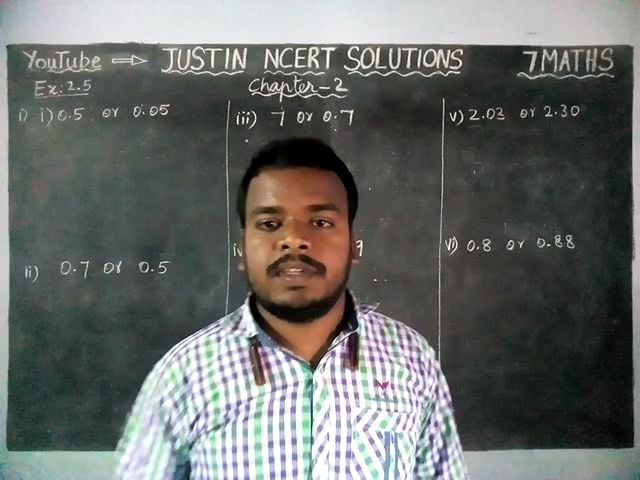 YouTube ⇒ JUSTIN NCERT SOLUTIONS 7MATHS
Ex:2.5 Chapter-2
i) i) 0.5 or 0.05
iii) 7 or 0.7
v) 2.03 or 2.30
ii) 0.7 or 0.5
vi) 0.8 or 0.88